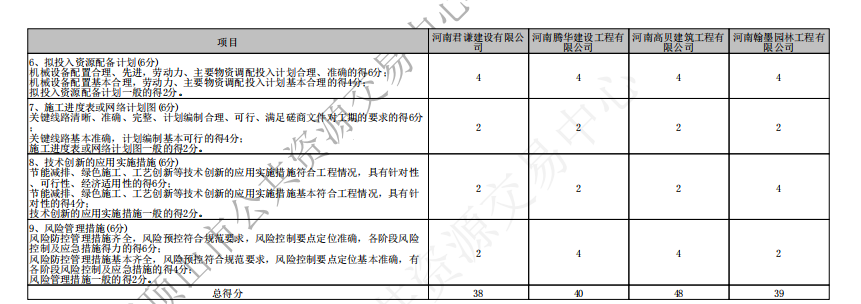 项目 河南君谦建设有限公司 河南腾华建设工程有限公司 河南高贝建筑工程有限公司 河南翰墨园林工程有限公司
6、拟投入资源配备计划(6分)
机械设备配置合理、先进，劳动力、主要物资调配投入计划合理、准确的得6分；
机械设备配置基本合理，劳动力、主要物资调配投入计划基本合理的得4分；
拟投入资源配备计划一般的得2分。
4 4 4 4
7、施工进度表或网络计划图(6分)
关键线路清晰、准确、完整、计划编制合理、可行、满足磋商文件对工期的要求的得6分
；
关键线路基本准确，计划编制基本可行的得4分；
施工进度表或网络计划图一般的得2分。
2 2 2 2
8、技术创新的应用实施措施(6分)
节能减排、绿色施工、工艺创新等技术创新的应用实施措施符合工程情况，具有针对性
、可行性、经济适用性的得6分；
节能减排、绿色施工、工艺创新等技术创新的应用实施措施基本符合工程情况，具有针
对性的得4分；
技术创新的应用实施措施一般的得2分。
2 2 2 4
9、风险管理措施(6分)
风险防控管理措施齐全，风险预控符合规范要求，风险控制要点定位准确，各阶段风险
控制及应急措施得力的得6分；
风险防控管理措施基本齐全，风险预控符合规范要求，风险控制要点定位基本准确，有
各阶段风险控制及应急措施的得4分；
风险管理措施一般的得2分。
2 4 4 2
总得分 38 40 48 39
顶山市公共资源交易中心
共资源交易中心